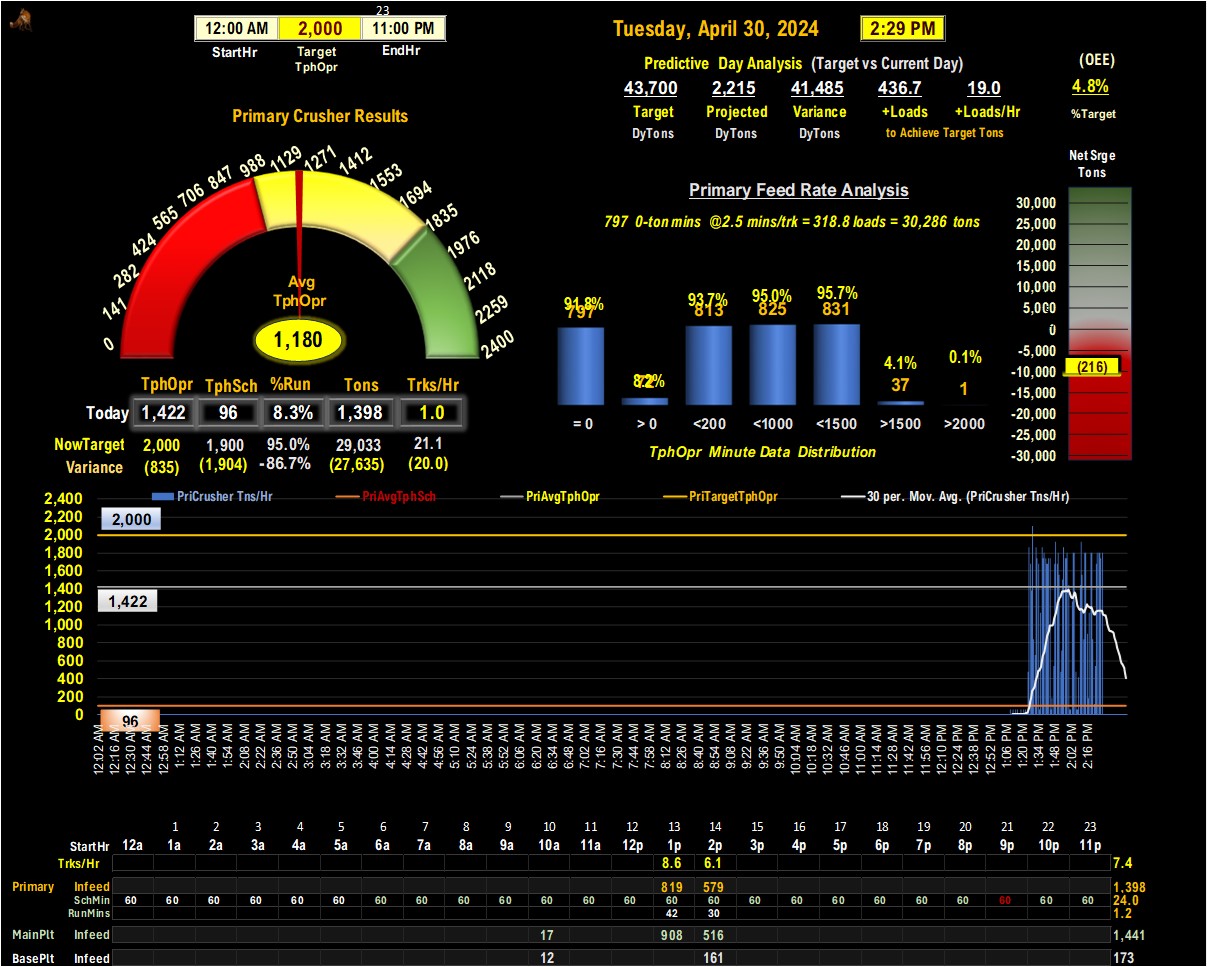 23
12:00 AM 2,000 11:00 PM
StartHr Target EndHr
TphOpr
Tuesday, April 30, 2024 2:29 PM
Predictive Day Analysis (Target vs Current Day)
43,700 2,215 41,485 436.7 19.0
Target Projected Variance +Loads +Loads/Hr
DyTons DyTons DyTons to Achieve Target Tons
(OEE)
4.8%
%Target
Primary Crusher Results
0 141 282 424 565 706 847 988 1129 1271 1412 1553 1694 1835 1976 2118 2259 2400
Avg
TphOpr
1,180
TphOpr TphSch %Run Tons Trks/Hr
Today 1,422 96 8.3% 1,398 1.0
NowTarget 2,000 1,900 95.0% 29,033 21.1
Variance (835) (1,904) -86.7% (27,635) (20.0)
Primary Feed Rate Analysis
797 0-ton mins @2.5 mins/trk = 318.8 loads = 30,286 tons
91.8% 93.7% 95.0% 95.7%
797 813 825 831
8.2% 4.1% 0.1%
72 37 1
= 0 > 0 <200 <1000 <1500 >1500 >2000
TphOpr Minute Data Distribution
Net Srge
Tons
30,000
25,000
20,000
15,000
10,000
5,000
0
-5,000
(216)
-10,000
-15,000
-20,000
-25,000
-30,000
PriCrusher Tns/Hr PriAvgTphSch PriAvgTphOpr PriTargetTphOpr 30 per. Mov. Avg. (PriCrusher Tns/Hr)
2,400
2,200
2,000
2,000
1,800
1,600
1,400
1,422
1,200
1,000
800
600
400
200
0
96
12:02 AM 12:16 AM 12:30 AM 12:44 AM 12:58 AM 1:12 AM 1:26 AM 1:40 AM 1:54 AM 2:08 AM 2:22 AM 2:36 AM 2:50 AM 3:04 AM 3:18 AM 3:32 AM 3:46 AM 4:00 AM 4:14 AM 4:28 AM 4:42 AM 4:56 AM 5:10 AM 5:24 AM 5:38 AM 5:52 AM 6:06 AM 6:20 AM 6:34 AM 6:48 AM 7:02 AM 7:16 AM 7:30 AM 7:44 AM 7:58 AM 8:12 AM 8:26 AM 8:40 AM 8:54 AM 9:08 AM 9:22 AM 9:36 AM 9:50 AM 10:04 AM 10:18 AM 10:32 AM 10:46 AM 11:00 AM 11:14 AM 11:28 AM 11:42 AM 11:56 AM 12:10 PM 12:24 PM 12:38 PM 12:52 PM 1:06 PM 1:20 PM 1:34 PM 1:48 PM 2:02 PM 2:16 PM
1 2 3 4 5 6 7 8 9 10 11 12 13 14 15 16 17 18 19 20 21 22 23
StartHr 12a 1a 2a 3a 4a 5a 6a 7a 8a 9a 10a 11a 12p 1p 2p 3p 4p 5p 6p 7p 8p 9p 10p 11p
Trks/Hr 8.6 6.1 7.4
Primary Infeed 819 579 1,398
SchMin 60 60 60 60 60 60 60 60 60 60 60 60 60 60 60 60 60 60 60 60 60 60 60 60 24.0
RunMins 42 30 1.2
MainPlt Infeed 17 908 516 1,441
BasePlt Infeed 12 161 173